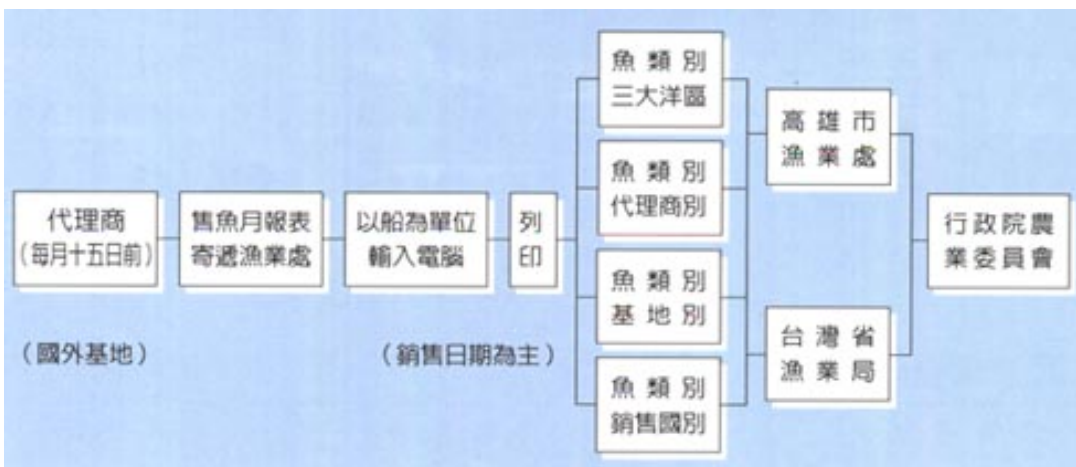 代理商
(每月十五日前)
售魚月報表
寄遞漁業處
以船為單位
輸入電腦
列
印
魚類別
三大洋區
魚類別
代理商別
魚類別
基地別
魚類別
銷售國別
高雄市
漁業處
台灣省
漁業局
行政院農
業委員會
(國外基地)
(銷售日期為主)